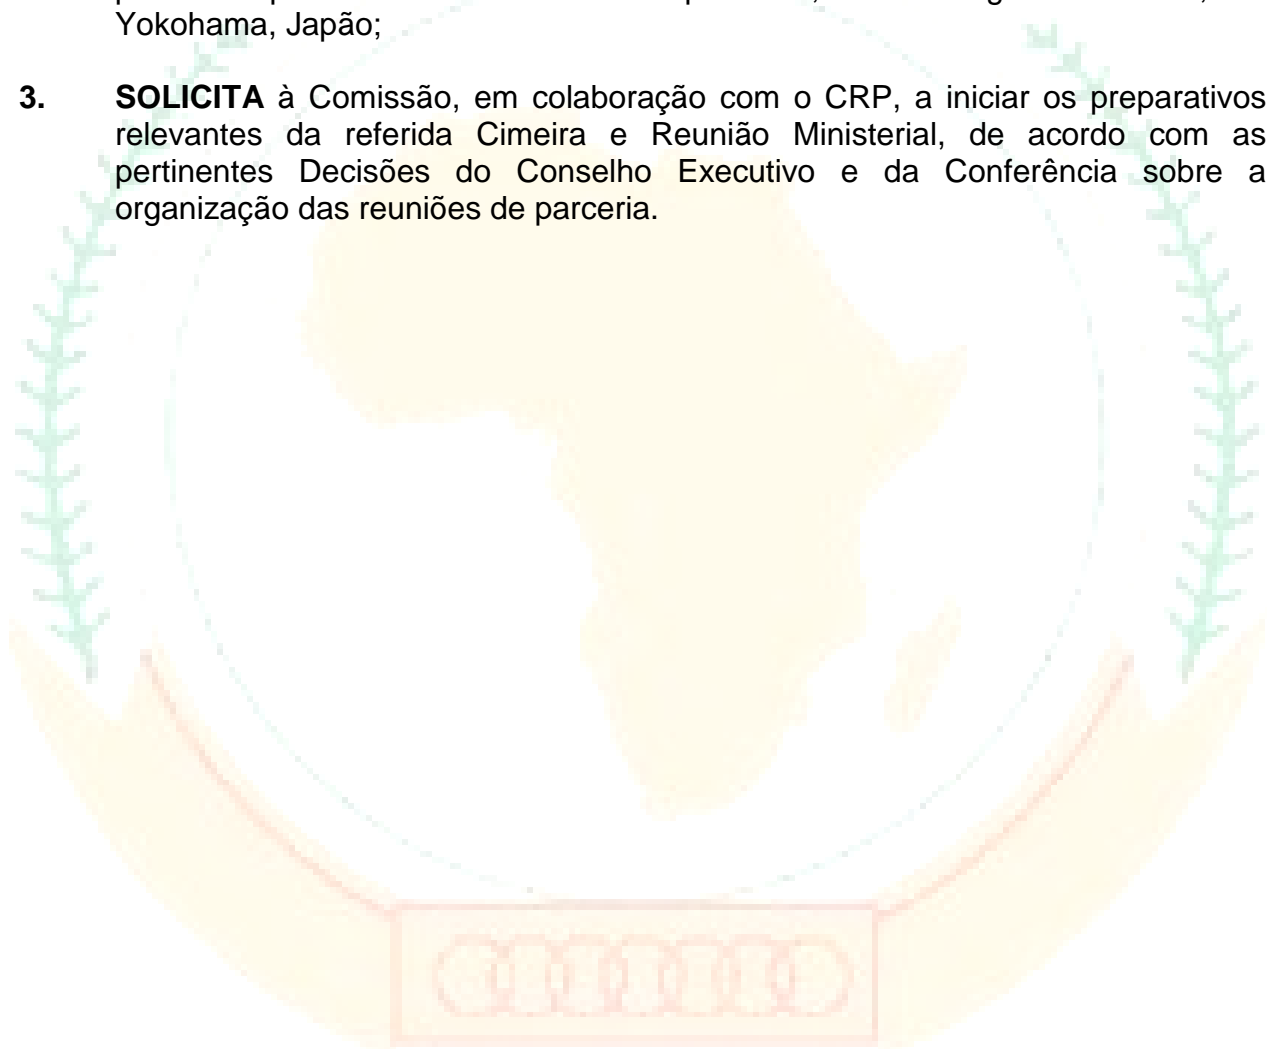 Yokohama, Japão;
3. SOLICITA à Comissão, em colaboração com o CRP, a iniciar os preparativos
relevantes da referida Cimeira e Reunião Ministerial, de acordo com as
pertinentes Decisões do Conselho Executivo e da Conferência sobre a
organização das reuniões de parceria.